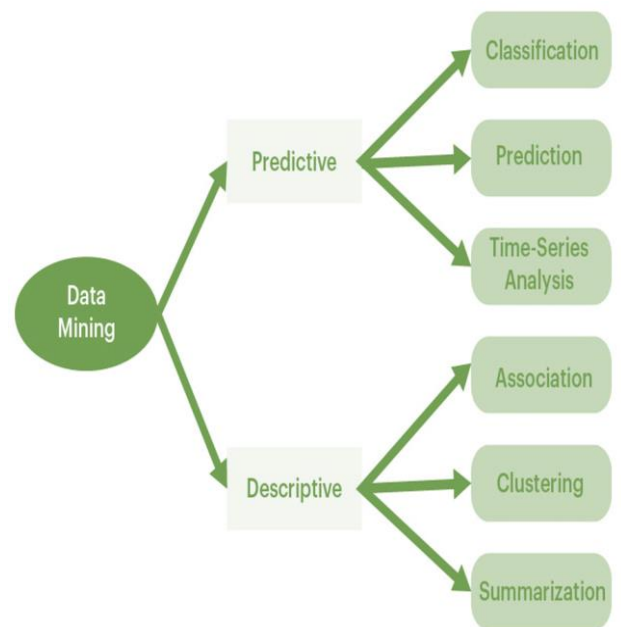 Classification
Predictive
Prediction
Time-Series
Analysis
Data
Mining
Association
Descriptive
Clustering
Summarization